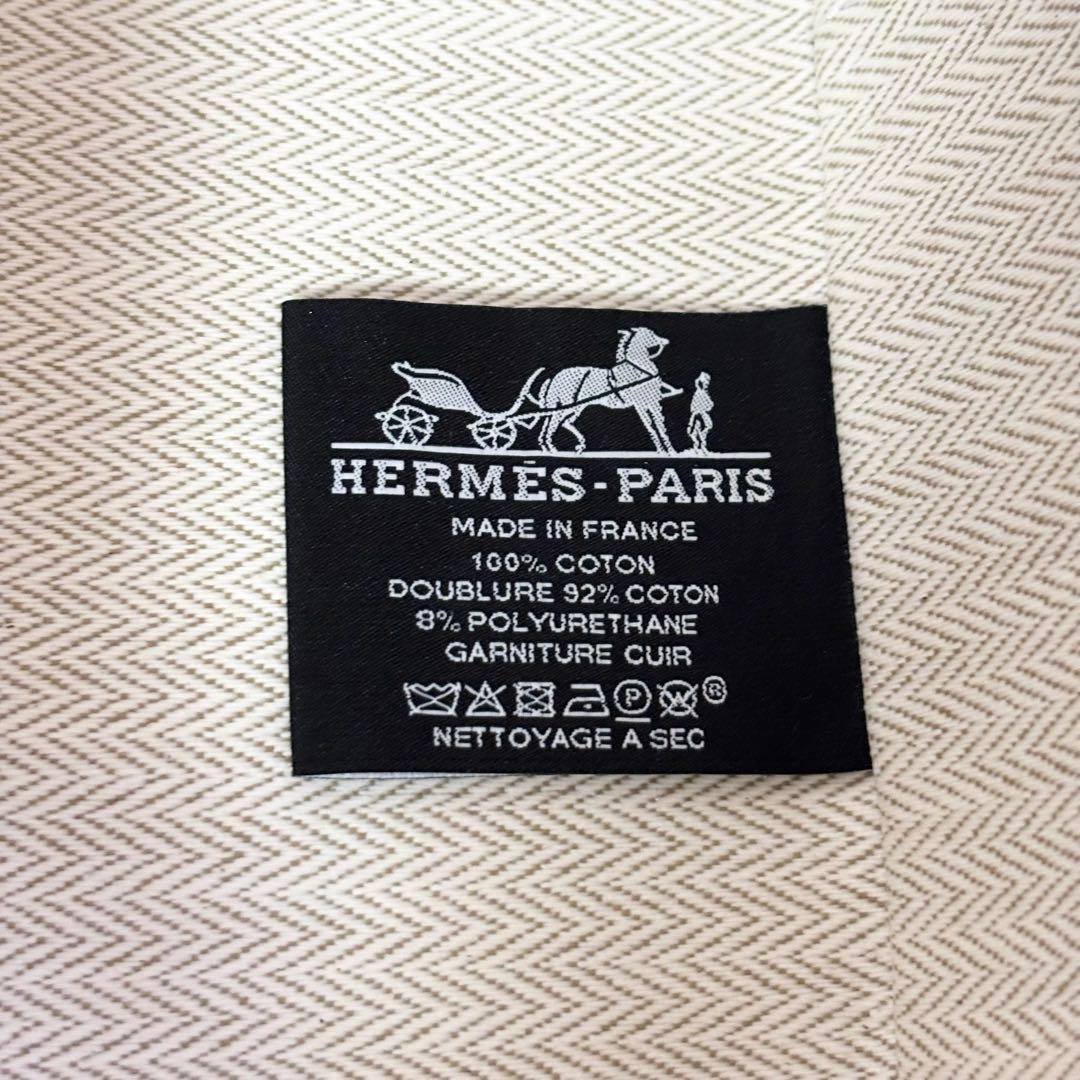 HERMÈS-PARIS
MADE IN FRANCE
100% COTON
DOUBLURE 92% COTON
8% POLYURETHANE
GARNITURE CUIR
P W ®
NETTOYAGE A SEC